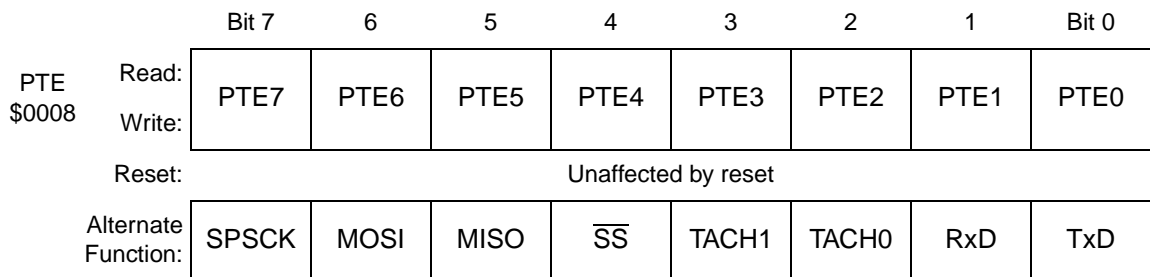 Bit 7 6 5 4 3 2 1 Bit 0
PTE $0008 Read: Write: PTE7 PTE6 PTE5 PTE4 PTE3 PTE2 PTE1 PTE0
Reset: Unaffected by reset
Alternate Function: SPSCK MOSI MISO S̅S̅ TACH1 TACH0 RxD TxD